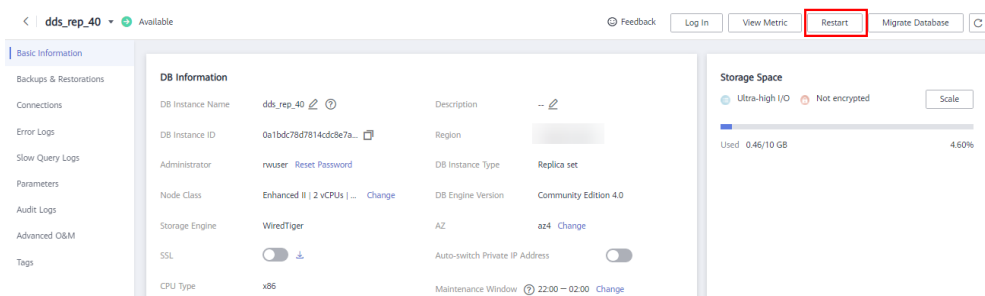 dds_rep_40 Available Feedback Log In View Metric Restart Migrate Database
Basic Information
Backups & Restorations
Connections
Error Logs
Slow Query Logs
Parameters
Audit Logs
Advanced O&M
Tags
DB Information
DB Instance Name dds_rep_40 Description --
DB Instance ID 0a1bdc78d7814cdc8e7a... Region
Administrator rwuser Reset Password DB Instance Type Replica set
Node Class Enhanced II | 2 vCPUs | ... Change DB Engine Version Community Edition 4.0
Storage Engine WiredTiger AZ az4 Change
SSL Auto-switch Private IP Address
CPU Type x86 Maintenance Window 22:00 — 02:00 Change
Storage Space
Ultra-high I/O Not encrypted Scale
Used 0.46/10 GB 4.60%